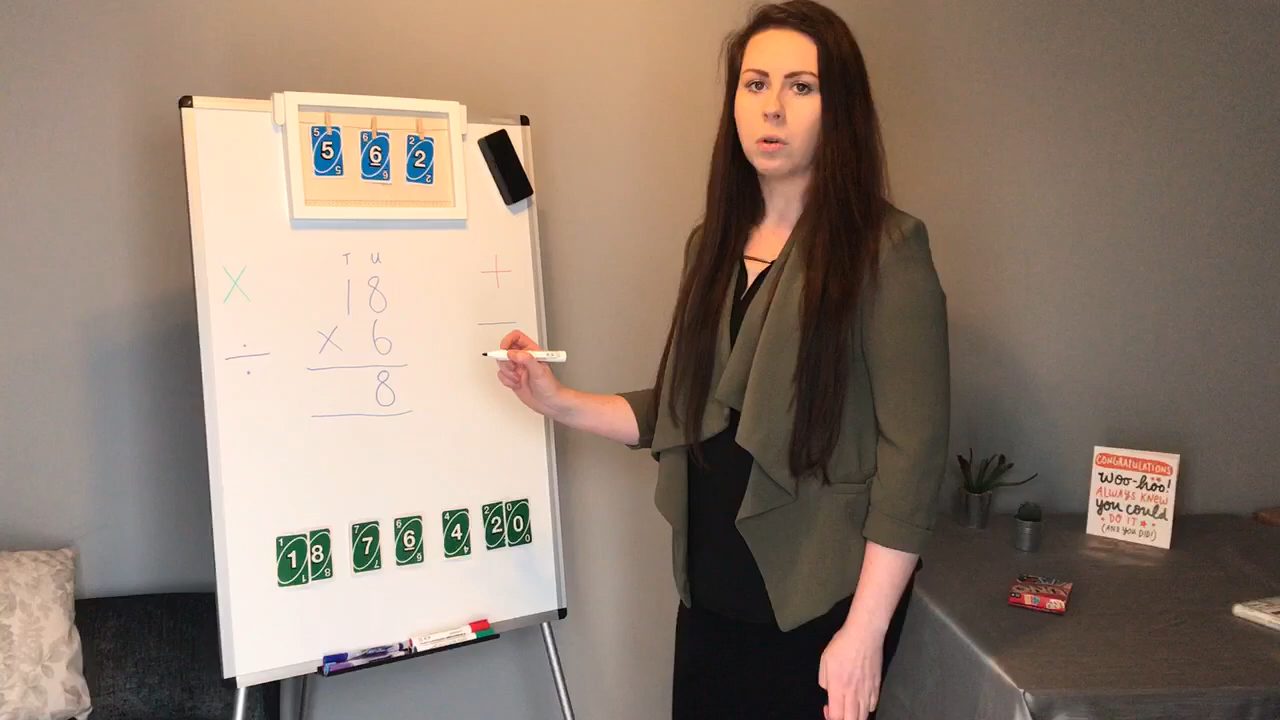 5 6 2
T U
18
× 6
8
+
−
×
÷
18 7 6 4 20
CONGRATULATIONS
WOO-HOO!
ALWAYS KNEW
YOU COULD
DO IT
(AND YOU DID!)
UNO